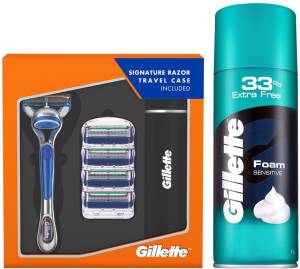 SIGNATURE RAZOR
TRAVEL CASE
INCLUDED
Gillette
Gillette
33%
Extra Free
Gillette
Foam
SENSITIVE